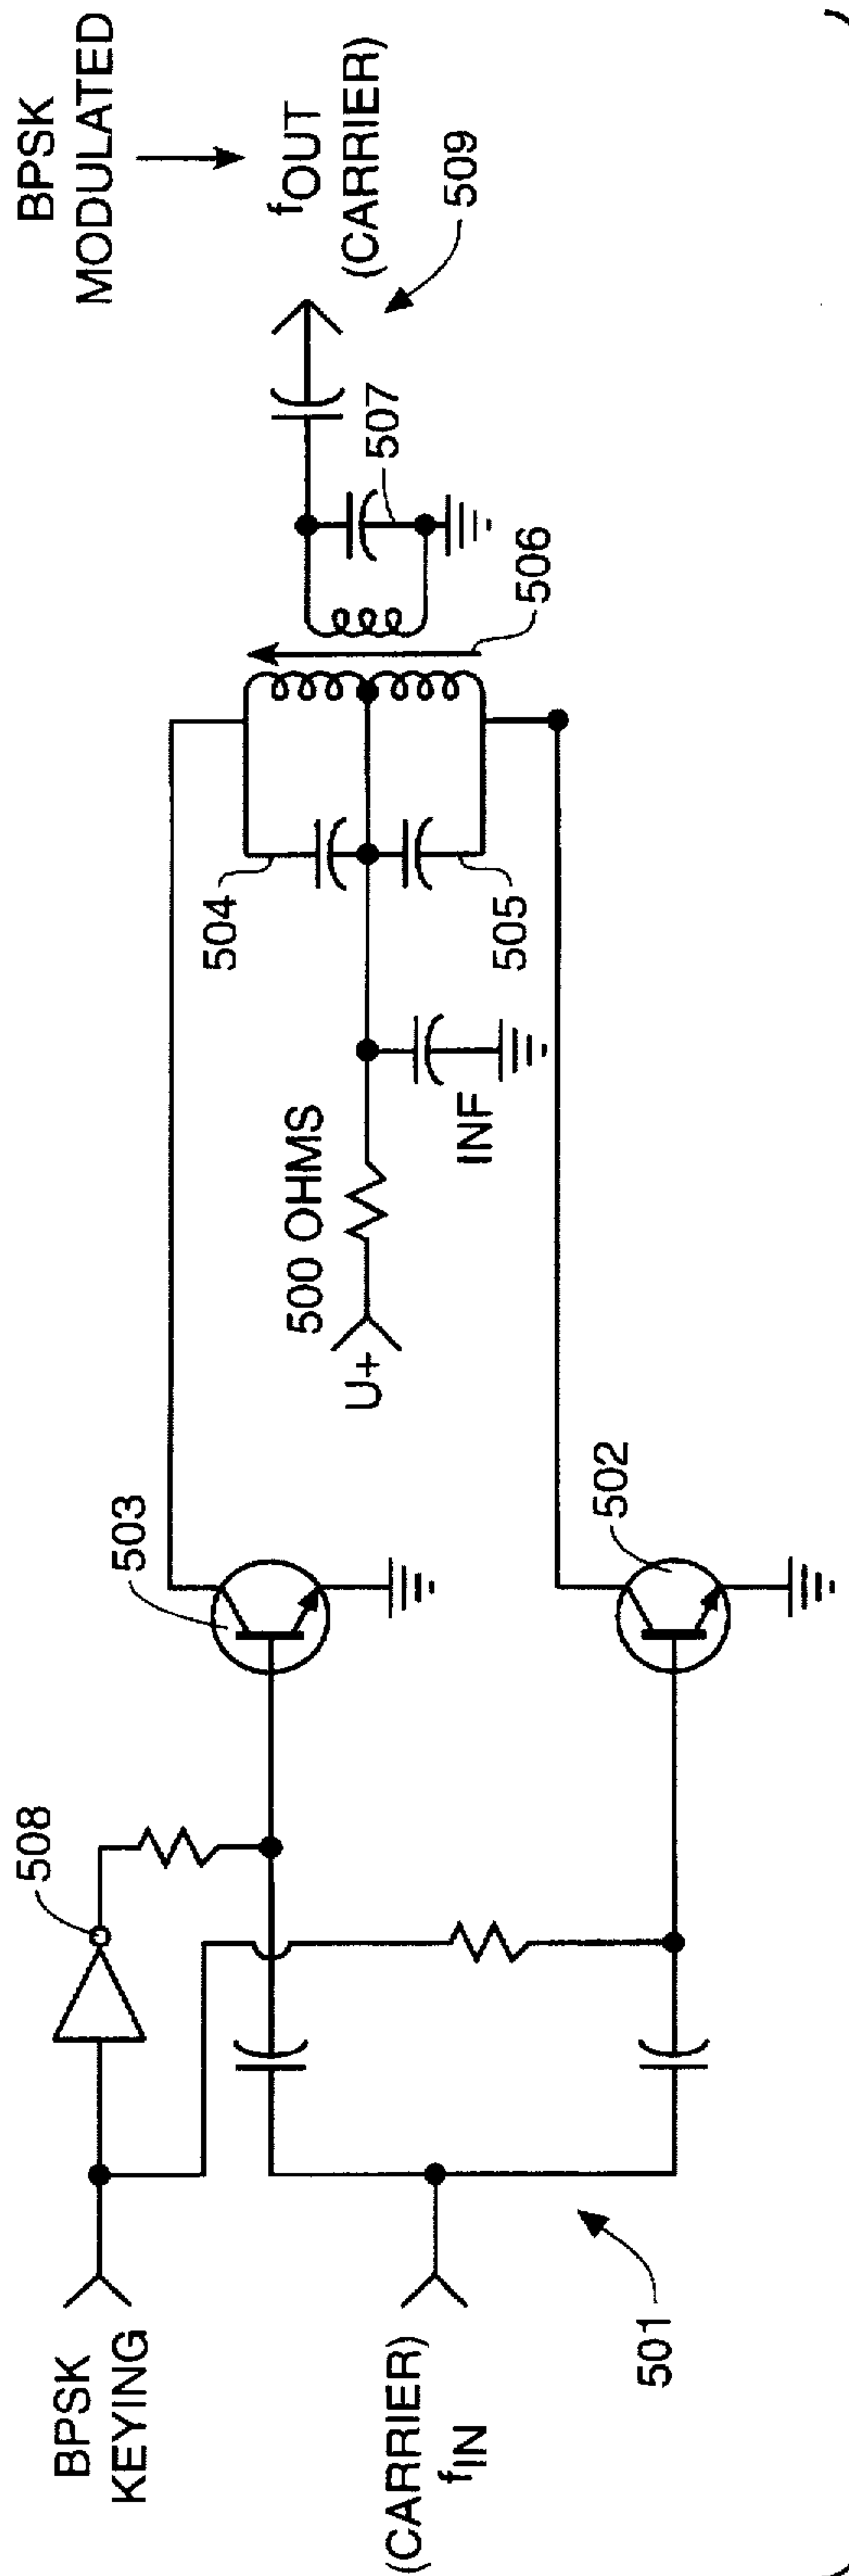 BPSK
KEYING
508
(CARRIER)
fIN
501
503
502
U+
500 OHMS
INF
504
505
506
507
509
BPSK
MODULATED
fOUT
(CARRIER)